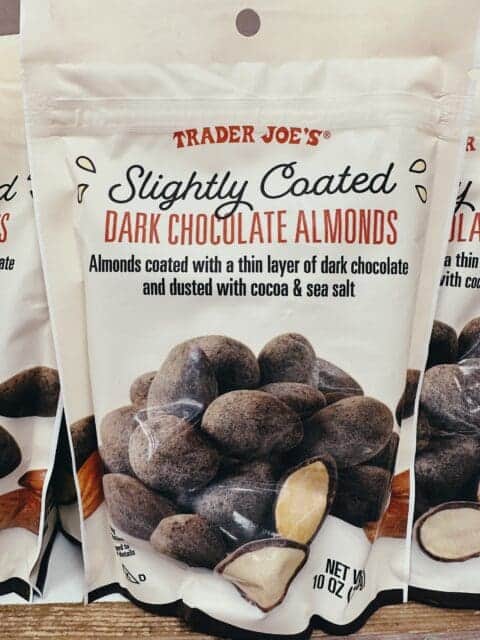 TRADER JOE'S®
Slightly Coated
DARK CHOCOLATE ALMONDS
Almonds coated with a thin layer of dark chocolate
and dusted with cocoa & sea salt
NET
10 OZ
D
a thin